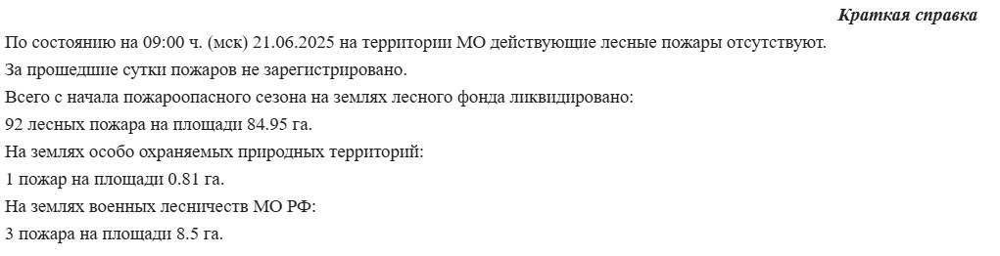 Краткая справка
По состоянию на 09:00 ч. (мск) 21.06.2025 на территории МО действующие лесные пожары отсутствуют.
За прошедшие сутки пожаров не зарегистрировано.
Всего с начала пожароопасного сезона на землях лесного фонда ликвидировано:
92 лесных пожара на площади 84.95 га.
На землях особо охраняемых природных территорий:
1 пожар на площади 0.81 га.
На землях военных лесничеств МО РФ:
3 пожара на площади 8.5 га.